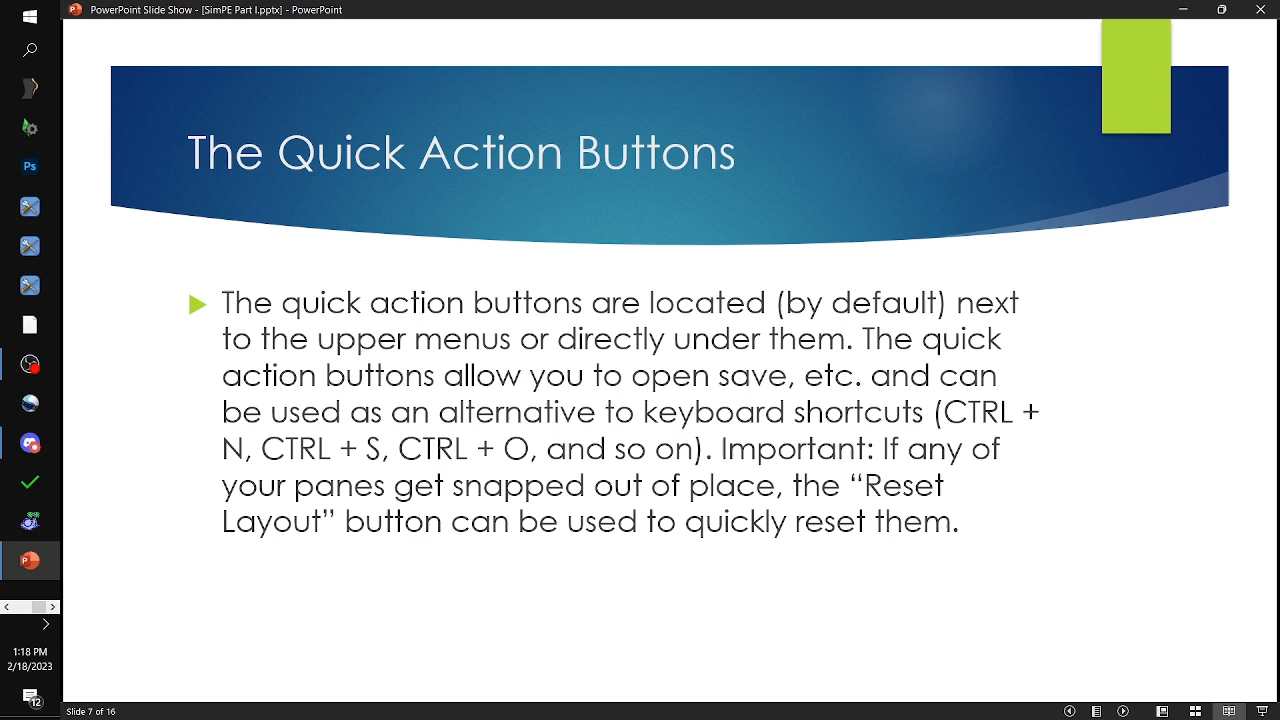 PowerPoint Slide Show - [SimPE Part I.pptx] - PowerPoint
The Quick Action Buttons
The quick action buttons are located (by default) next
to the upper menus or directly under them. The quick
action buttons allow you to open save, etc. and can
be used as an alternative to keyboard shortcuts (CTRL +
N, CTRL + S, CTRL + O, and so on). Important: If any of
your panes get snapped out of place, the “Reset
Layout” button can be used to quickly reset them.
Ps
P
1:18 PM
2/18/2023
12
Slide 7 of 16